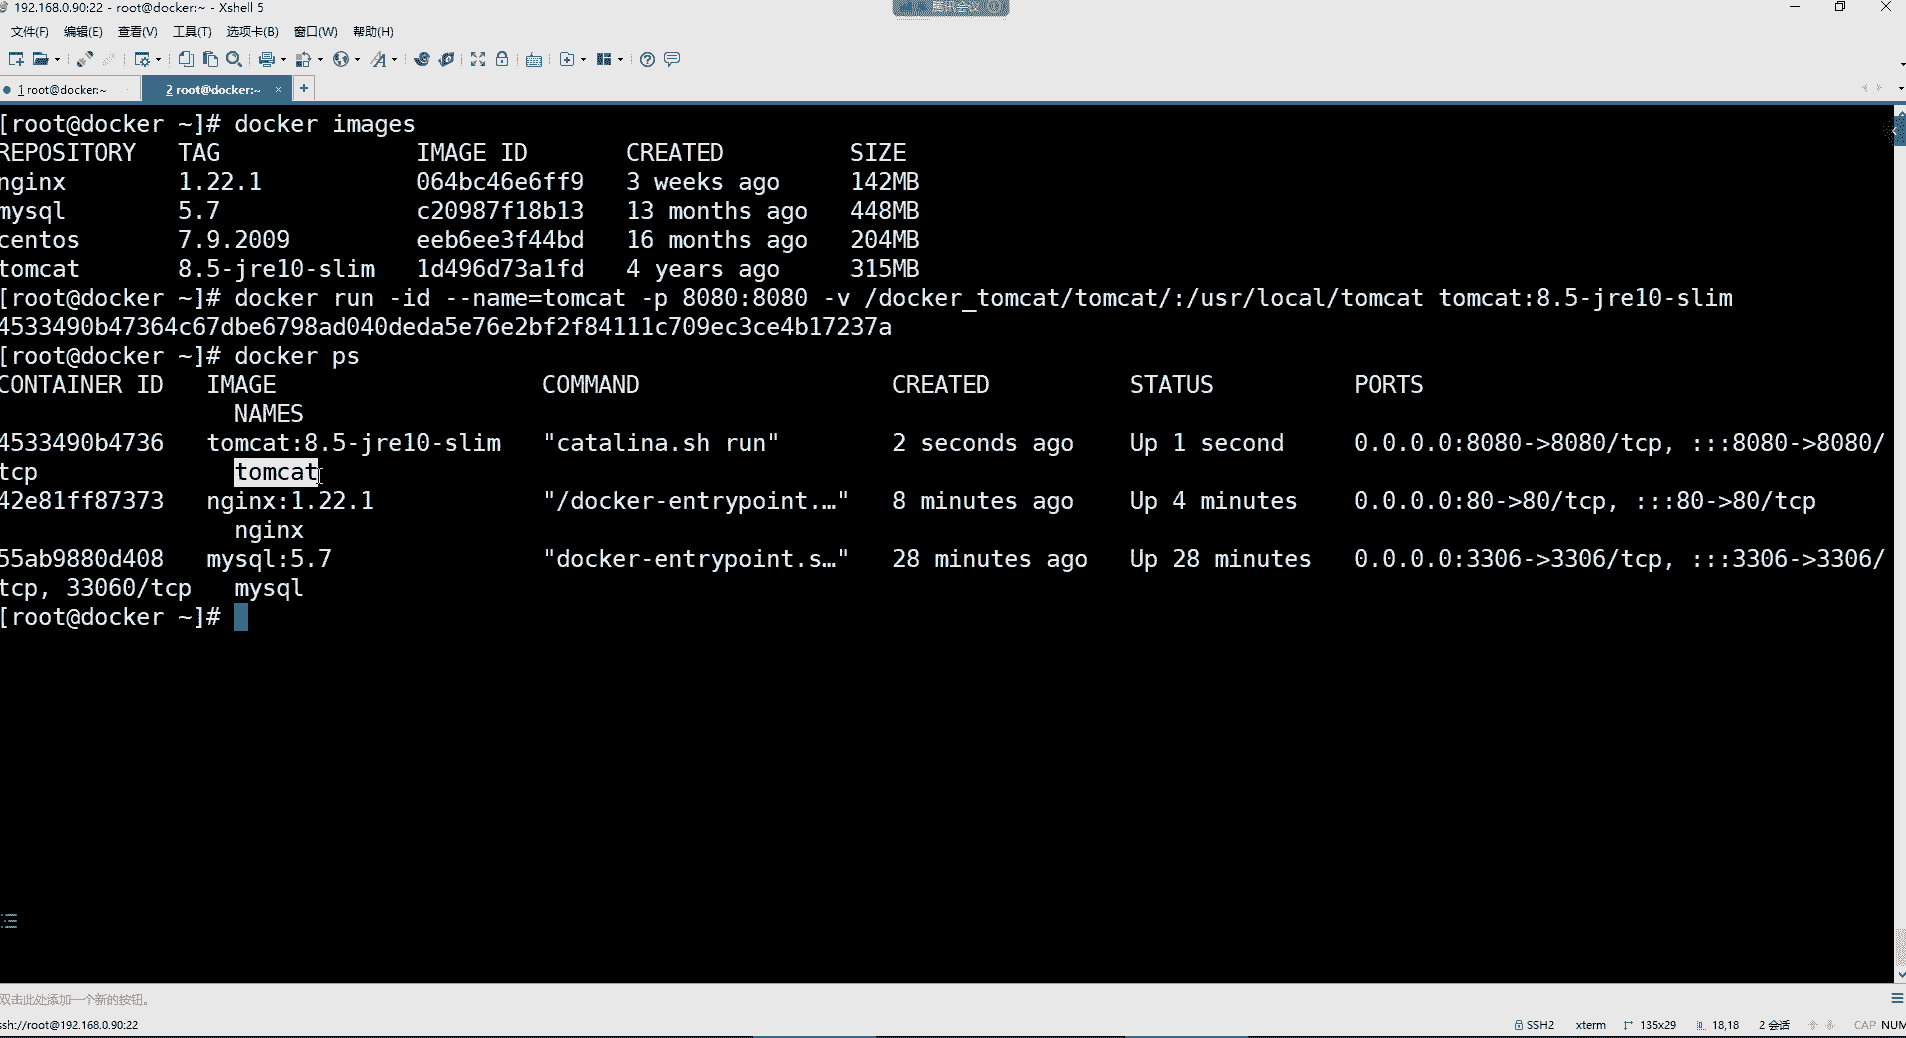 192.168.0.90:22 - root@docker:~ - Xshell 5
腾讯会议
文件(F) 编辑(E) 查看(V) 工具(T) 选项卡(B) 窗口(W) 帮助(H)
1 root@docker:~ 2 root@docker:~ × +
[root@docker ~]# docker images
REPOSITORY TAG IMAGE ID CREATED SIZE
nginx 1.22.1 064bc46e6ff9 3 weeks ago 142MB
mysql 5.7 c20987f18b13 13 months ago 448MB
centos 7.9.2009 eeb6ee3f44bd 16 months ago 204MB
tomcat 8.5-jre10-slim 1d496d73a1fd 4 years ago 315MB
[root@docker ~]# docker run -id --name=tomcat -p 8080:8080 -v /docker_tomcat/tomcat/:/usr/local/tomcat tomcat:8.5-jre10-slim
4533490b47364c67dbe6798ad040deda5e76e2bf2f84111c709ec3ce4b17237a
[root@docker ~]# docker ps
CONTAINER ID IMAGE COMMAND CREATED STATUS PORTS
NAMES
4533490b4736 tomcat:8.5-jre10-slim "catalina.sh run" 2 seconds ago Up 1 second 0.0.0.0:8080->8080/tcp, :::8080->8080/
tcp tomcat
42e81ff87373 nginx:1.22.1 "/docker-entrypoint.…" 8 minutes ago Up 4 minutes 0.0.0.0:80->80/tcp, :::80->80/tcp
nginx
55ab9880d408 mysql:5.7 "docker-entrypoint.s…" 28 minutes ago Up 28 minutes 0.0.0.0:3306->3306/tcp, :::3306->3306/
tcp, 33060/tcp mysql
[root@docker ~]#
双击此处添加一个新的按钮。
ssh://root@192.168.0.90:22 SSH2 xterm 135x29 18,18 2 会话 CAP NUM